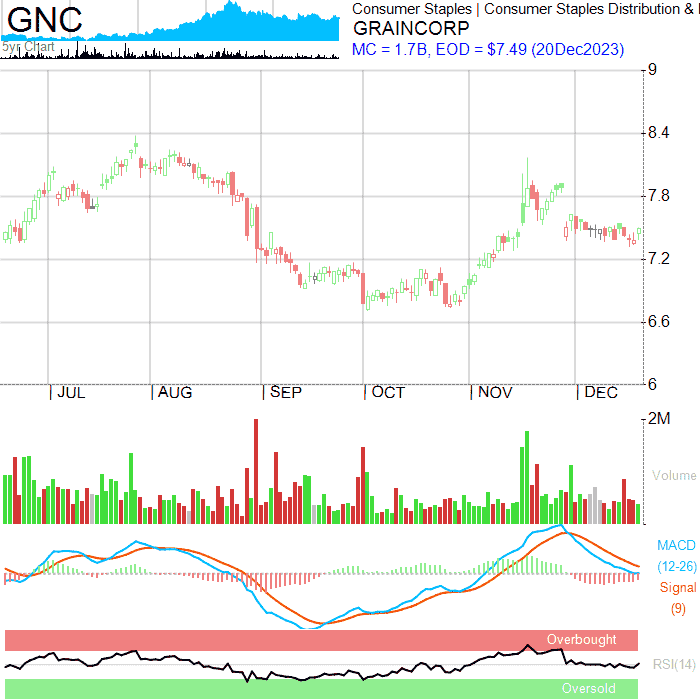 GNC
5yr Chart
Consumer Staples | Consumer Staples Distribution &
GRAINCORP
MC = 1.7B, EOD = $7.49 (20Dec2023)
9
8.4
7.8
7.2
6.6
6
JUL AUG SEP OCT NOV DEC
2M
Volume
MACD
(12-26)
Signal
(9)
Overbought
RSI(14)
Oversold